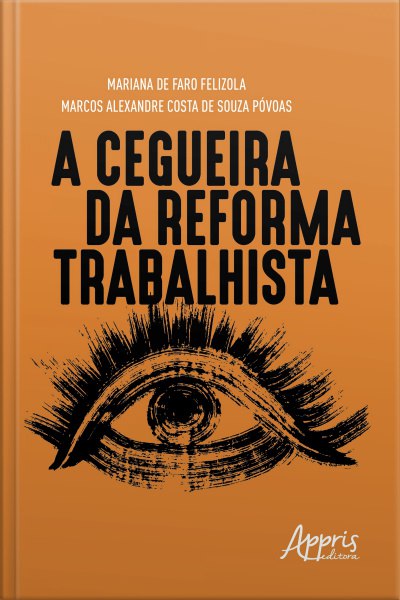 MARIANA DE FARO FELIZOLA
MARCOS ALEXANDRE COSTA DE SOUZA PÓVOAS
A CEGUEIRA
DA REFORMA
TRABALHISTA
Appris
editora